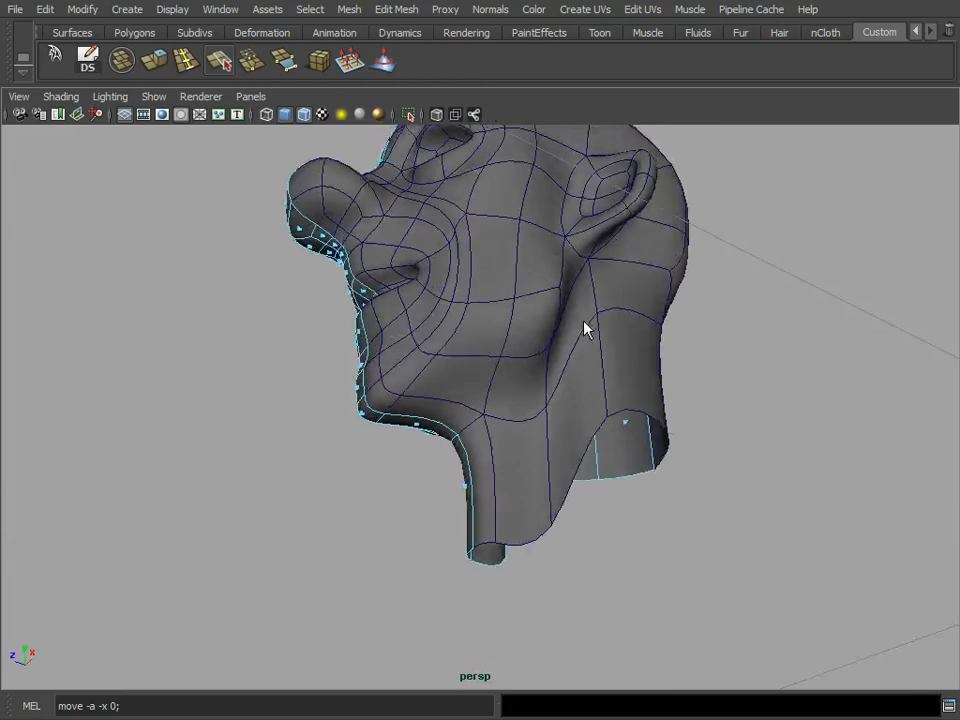 File Edit Modify Create Display Window Assets Select Mesh Edit Mesh Proxy Normals Color Create UVs Edit UVs Muscle Pipeline Cache Help
Surfaces Polygons Subdivs Deformation Animation Dynamics Rendering PaintEffects Toon Muscle Fluids Fur Hair nCloth Custom
DS
View Shading Lighting Show Renderer Panels
T
y
z x
persp
MEL move -a -x 0;